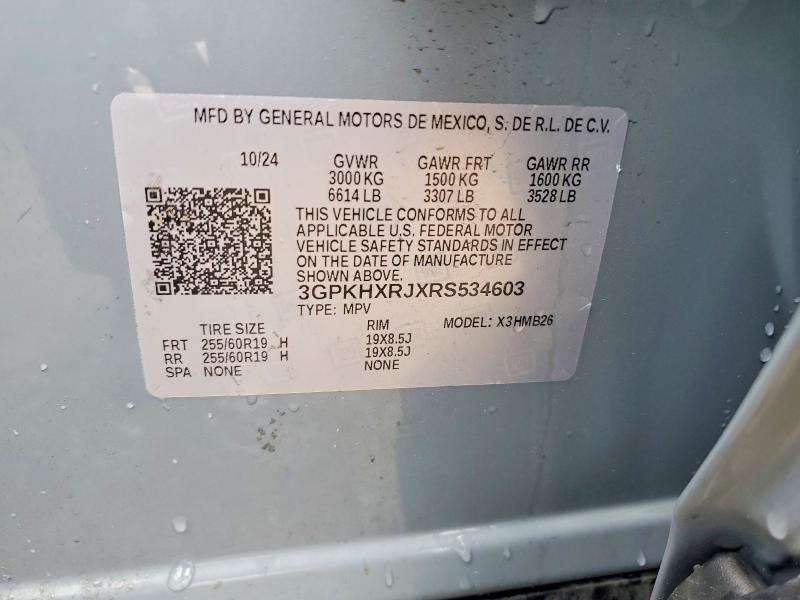 MFD BY GENERAL MOTORS DE MEXICO, S. DE R.L. DE C.V.
10/24 GVWR GAWR FRT GAWR RR
3000 KG 1500 KG 1600 KG
6614 LB 3307 LB 3528 LB
THIS VEHICLE CONFORMS TO ALL
APPLICABLE U.S. FEDERAL MOTOR
VEHICLE SAFETY STANDARDS IN EFFECT
ON THE DATE OF MANUFACTURE
SHOWN ABOVE.
3GPKHXRJXRS534603
TYPE: MPV MODEL: X3HMB26
TIRE SIZE RIM
FRT 255/60R19 H 19X8.5J
RR 255/60R19 H 19X8.5J
SPA NONE NONE